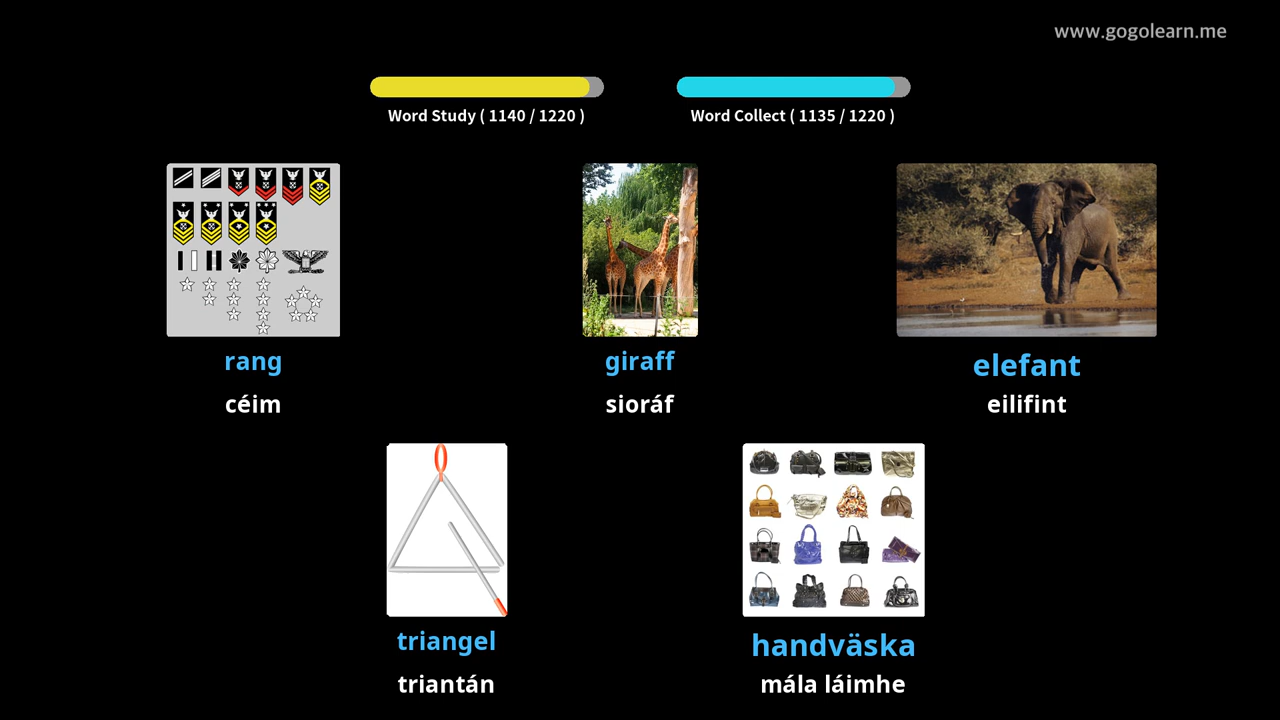 www.gogolearn.me
Word Study ( 1140 / 1220 )
Word Collect ( 1135 / 1220 )
rang
céim
giraff
sioráf
elefant
eilifint
triangel
triantán
handväska
mála láimhe